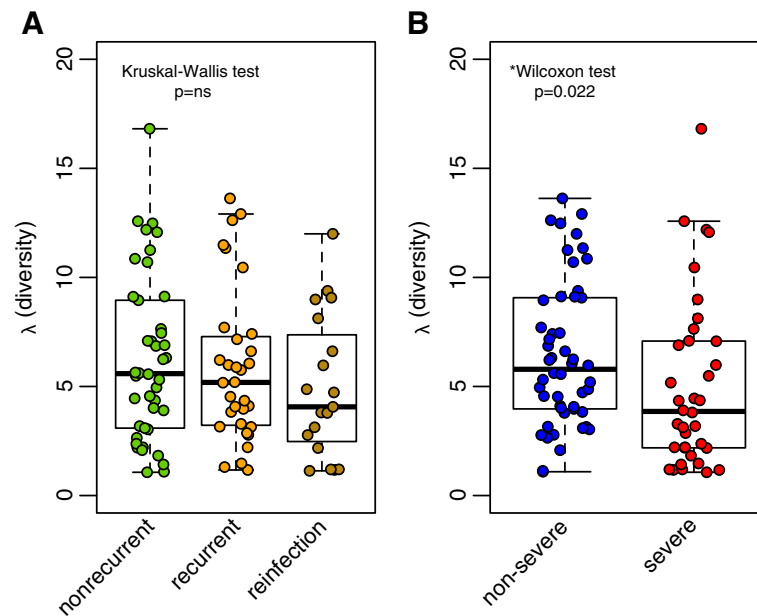 A
Kruskal-Wallis test
p=ns
λ (diversity)
20
15
10
5
0
nonrecurrent
recurrent
reinfection
B
*Wilcoxon test
p=0.022
λ (diversity)
20
15
10
5
0
non-severe
severe